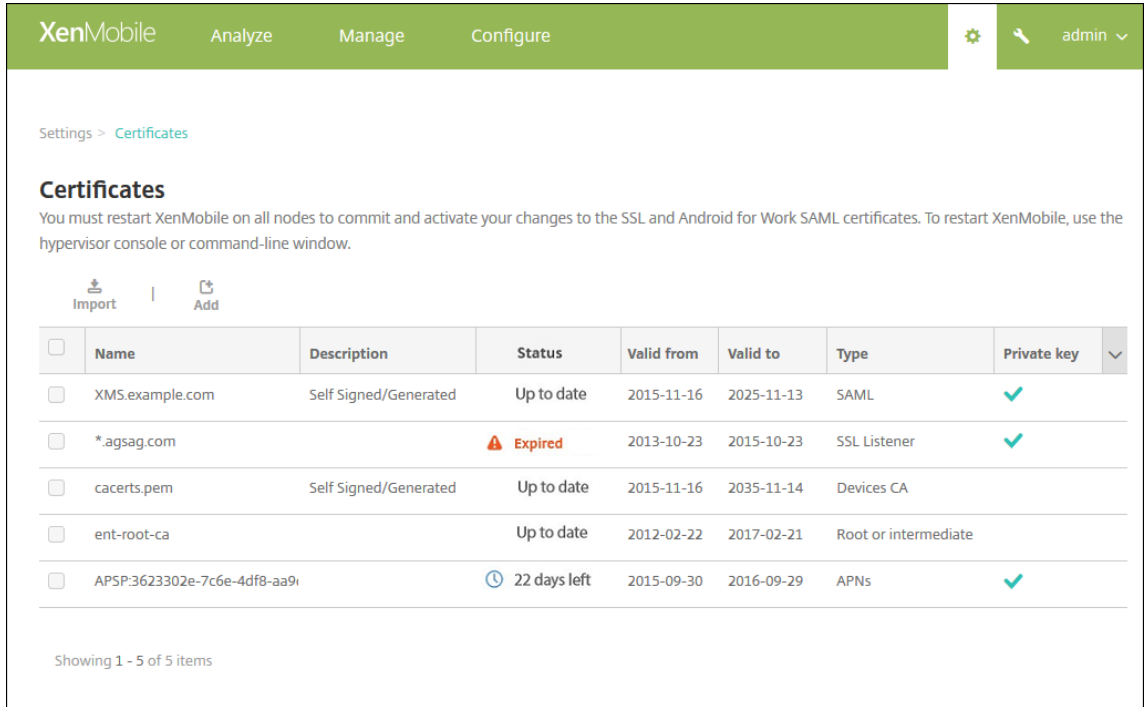 XenMobile Analyze Manage Configure admin
Settings > Certificates
Certificates
You must restart XenMobile on all nodes to commit and activate your changes to the SSL and Android for Work SAML certificates. To restart XenMobile, use the
hypervisor console or command-line window.
Import | Add
Name Description Status Valid from Valid to Type Private key
XMS.example.com Self Signed/Generated Up to date 2015-11-16 2025-11-13 SAML
*.agsag.com Expired 2013-10-23 2015-10-23 SSL Listener
cacerts.pem Self Signed/Generated Up to date 2015-11-16 2035-11-14 Devices CA
ent-root-ca Up to date 2012-02-22 2017-02-21 Root or intermediate
APSP:3623302e-7c6e-4df8-aa9 22 days left 2015-09-30 2016-09-29 APNs
Showing 1 - 5 of 5 items